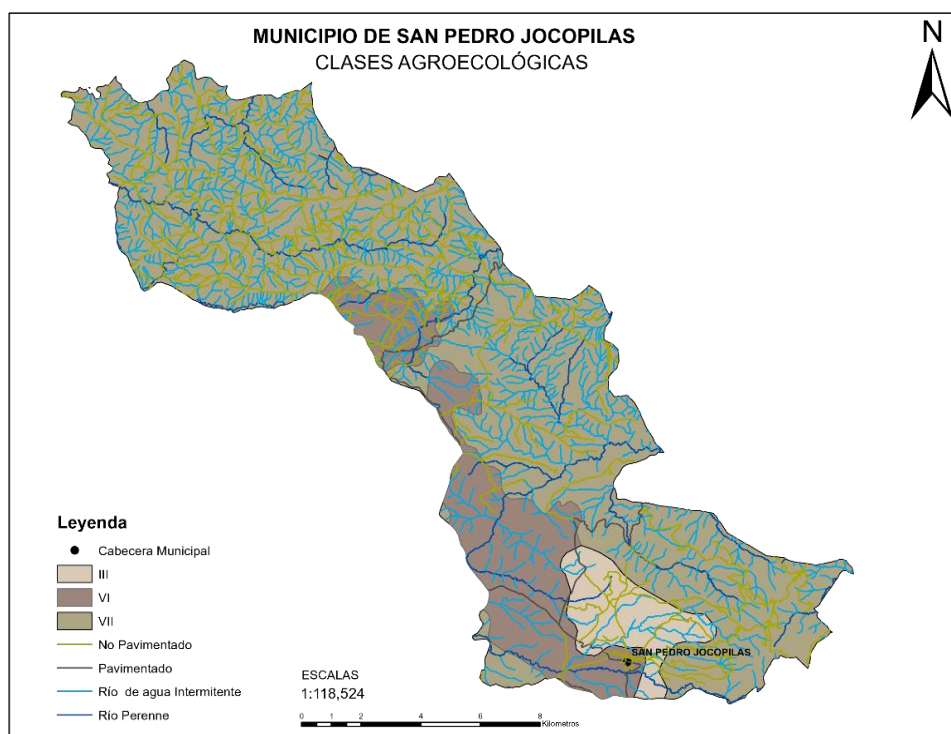 MUNICIPIO DE SAN PEDRO JOCOPILAS
CLASES AGROECOLÓGICAS
N
SAN PEDRO JOCOPILAS
Leyenda
Cabecera Municipal
III
VI
VII
No Pavimentado
Pavimentado
Río de agua Intermitente
Río Perenne
ESCALAS
1:118,524
0 1 2 4 6 8
Kilometros